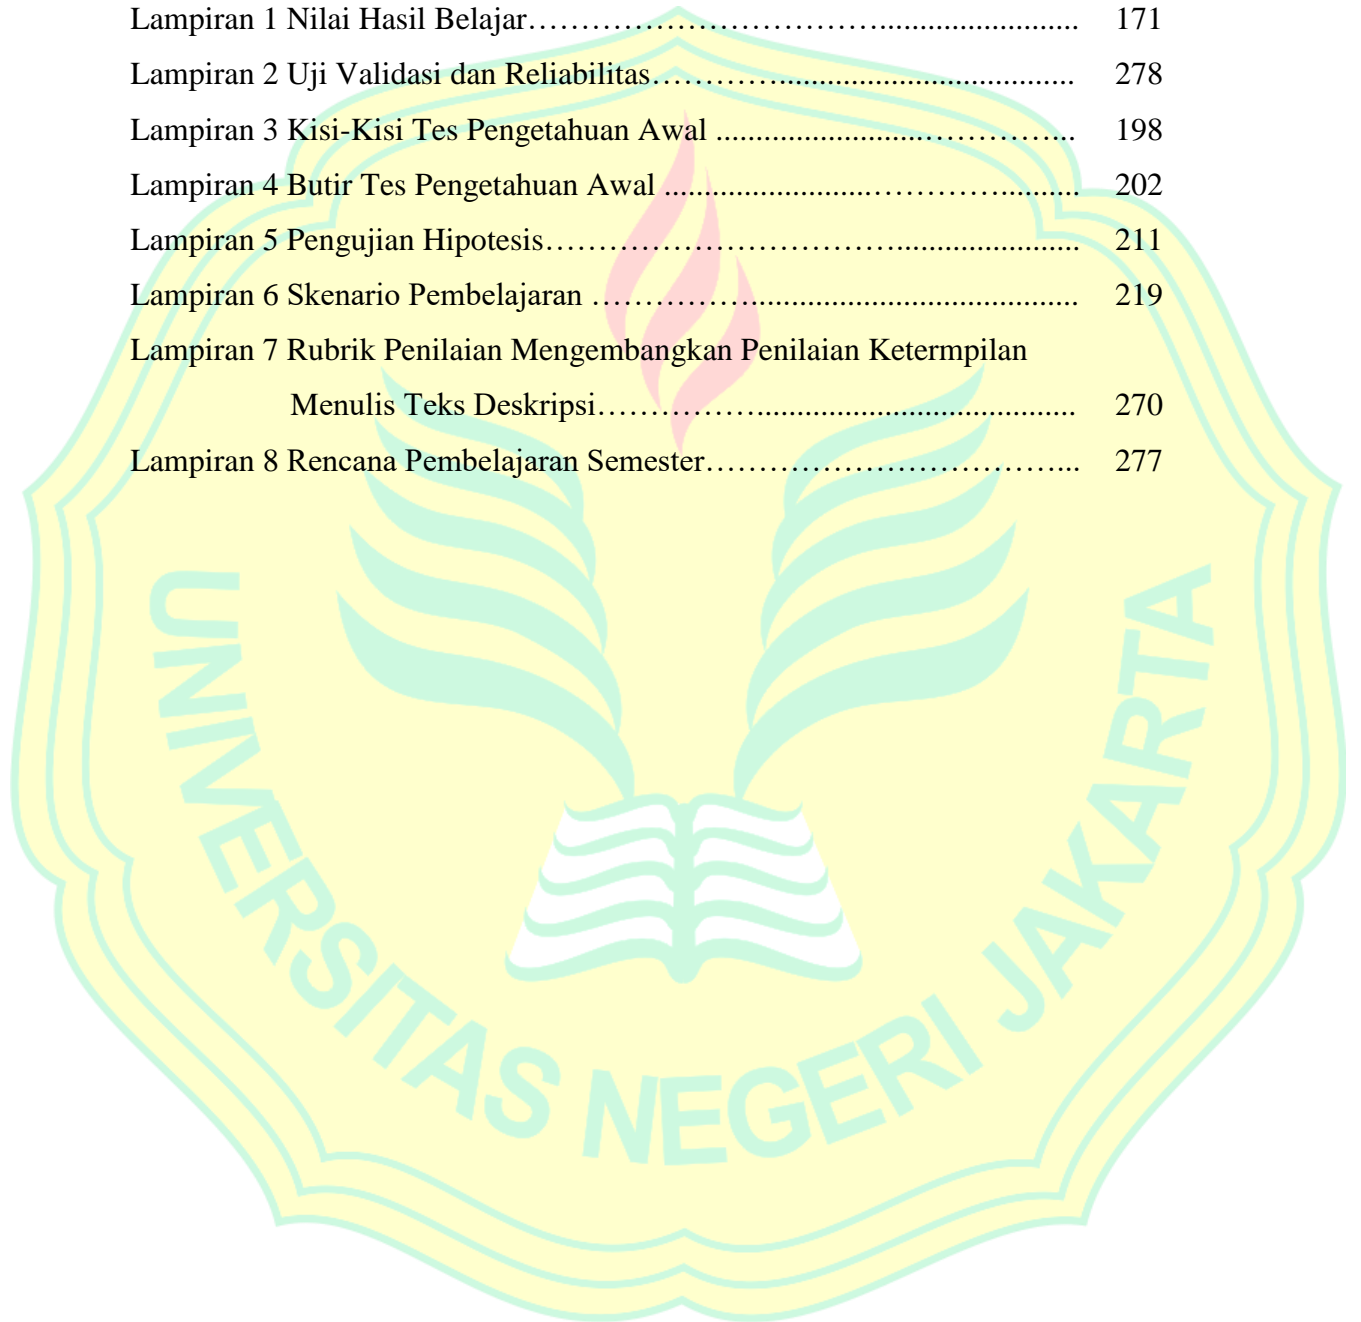 Lampiran 1 Nilai Hasil Belajar…………………………….......................... 171
Lampiran 2 Uji Validasi dan Reliabilitas…………..................................... 278
Lampiran 3 Kisi-Kisi Tes Pengetahuan Awal ..........................………….... 198
Lampiran 4 Butir Tes Pengetahuan Awal ..........................………….......... 202
Lampiran 5 Pengujian Hipotesis……………………………....................... 211
Lampiran 6 Skenario Pembelajaran ……………......................................... 219
Lampiran 7 Rubrik Penilaian Mengembangkan Penilaian Ketermpilan
Menulis Teks Deskripsi……………........................................ 270
Lampiran 8 Rencana Pembelajaran Semester………………………………... 277
UNIVERSITAS NEGERI JAKARTA